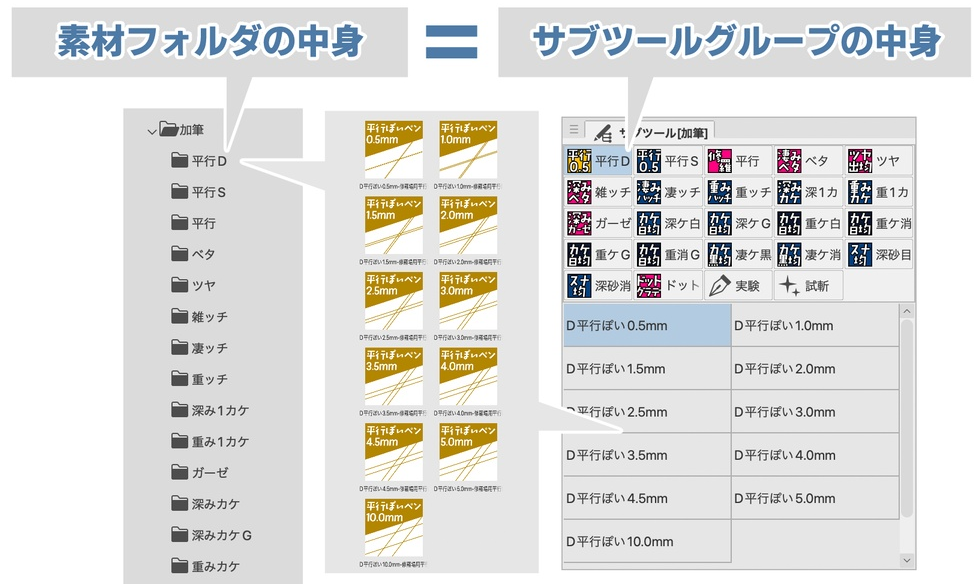 素材フォルダの中身
=
サブツールグループの中身
加筆
平行D
平行S
平行
ベタ
ツヤ
雑ッチ
凄ッチ
重ッチ
深み1カケ
重み1カケ
ガーゼ
深みカケ
深みカケG
重みカケ
平行ぽいペン
0.5mm
平行ぽいペン
1.0mm
平行ぽいペン
1.5mm
平行ぽいペン
2.0mm
平行ぽいペン
2.5mm
平行ぽいペン
3.0mm
平行ぽいペン
3.5mm
平行ぽいペン
4.0mm
平行ぽいペン
4.5mm
平行ぽいペン
5.0mm
平行ぽいペン
10.0mm
サブツール[加筆]
平行D 平行S 平行 ベタ ツヤ
雑ッチ 凄ッチ 重ッチ 深1カ 重1カ
ガーゼ 深ケ白 深ケG 重ケ白 重ケ消
重ケG 重消G 凄ケ黒 凄ケ消 深砂目
深砂消 ドット 実験 試斬
D平行ぽい0.5mm D平行ぽい1.0mm
D平行ぽい1.5mm D平行ぽい2.0mm
D平行ぽい2.5mm D平行ぽい3.0mm
D平行ぽい3.5mm D平行ぽい4.0mm
D平行ぽい4.5mm D平行ぽい5.0mm
D平行ぽい10.0mm